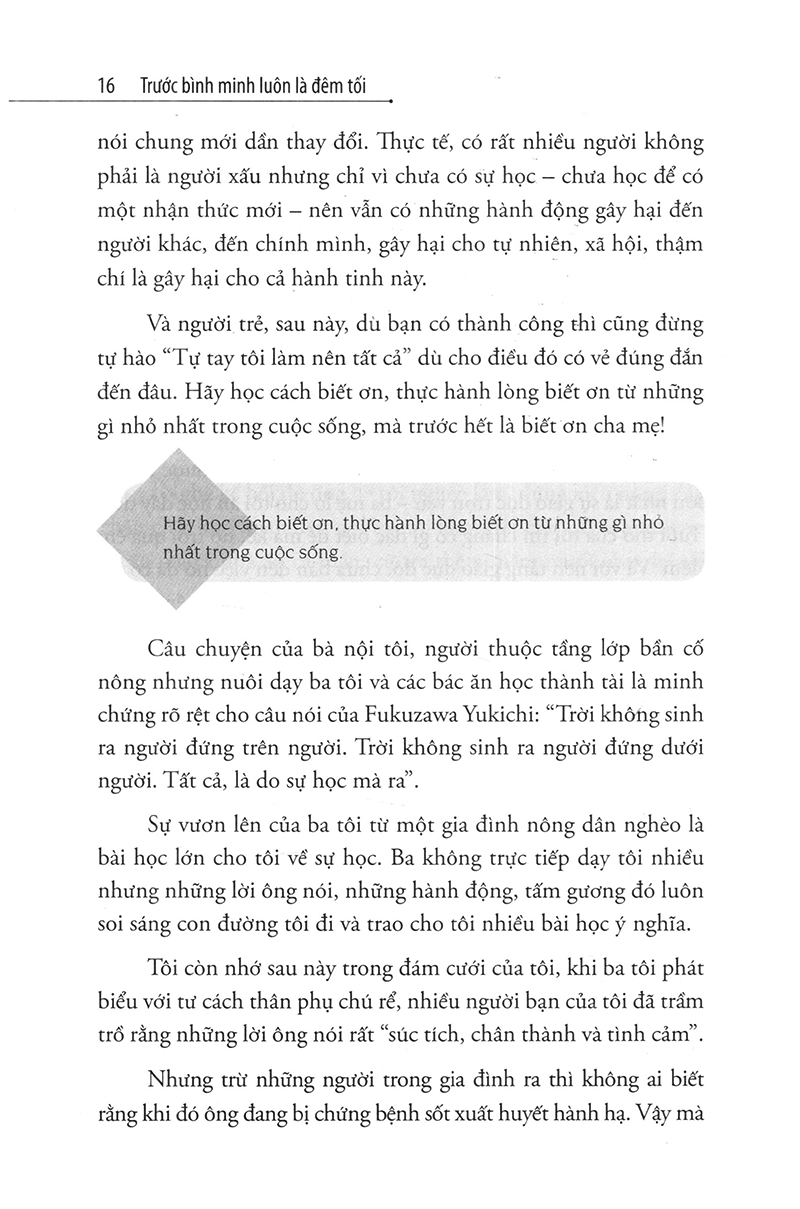 16 Trước bình minh luôn là đêm tối
nói chung mới dần thay đổi. Thực tế, có rất nhiều người không
phải là người xấu nhưng chỉ vì chưa có sự học – chưa học để có
một nhận thức mới – nên vẫn có những hành động gây hại đến
người khác, đến chính mình, gây hại cho tự nhiên, xã hội, thậm
chí là gây hại cho cả hành tinh này.
Và người trẻ, sau này, dù bạn có thành công thì cũng đừng
tự hào “Tự tay tôi làm nên tất cả” dù cho điều đó có vẻ đúng đắn
đến đâu. Hãy học cách biết ơn, thực hành lòng biết ơn từ những
gì nhỏ nhất trong cuộc sống, mà trước hết là biết ơn cha mẹ!
Hãy học cách biết ơn, thực hành lòng biết ơn từ những gì nhỏ
nhất trong cuộc sống.
Câu chuyện của bà nội tôi, người thuộc tầng lớp bần cố
nông nhưng nuôi dạy ba tôi và các bác ăn học thành tài là minh
chứng rõ rệt cho câu nói của Fukuzawa Yukichi: “Trời không sinh
ra người đứng trên người. Trời không sinh ra người đứng dưới
người. Tất cả, là do sự học mà ra”.
Sự vươn lên của ba tôi từ một gia đình nông dân nghèo là
bài học lớn cho tôi về sự học. Ba không trực tiếp dạy tôi nhiều
nhưng những lời ông nói, những hành động, tấm gương đó luôn
soi sáng con đường tôi đi và trao cho tôi nhiều bài học ý nghĩa.
Tôi còn nhớ sau này trong đám cưới của tôi, khi ba tôi phát
biểu với tư cách thân phụ chú rể, nhiều người bạn của tôi đã trầm
trồ rằng những lời ông nói rất “súc tích, chân thành và tình cảm”.
Nhưng trừ những người trong gia đình ra thì không ai biết
rằng khi đó ông đang bị chứng bệnh sốt xuất huyết hành hạ. Vậy mà